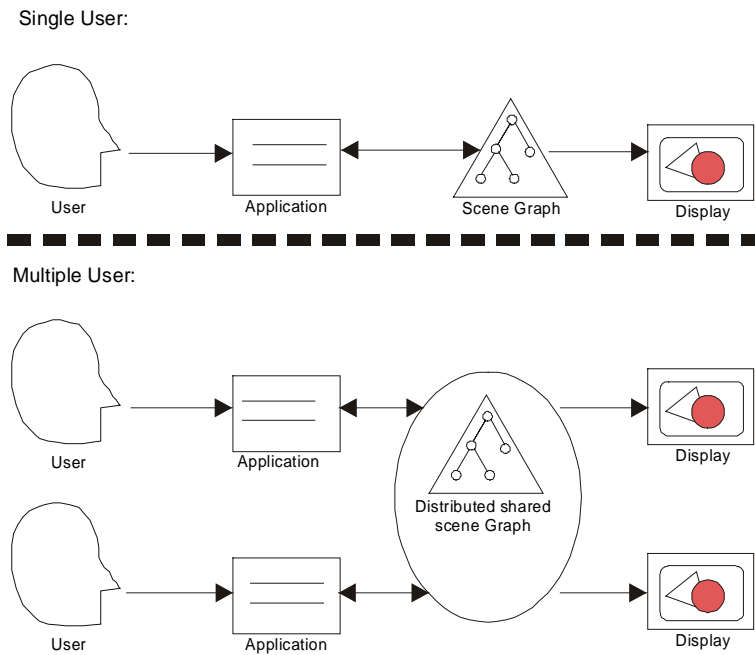 Single User:
User
Application
Scene Graph
Display
Multiple User:
User
Application
Display
Distributed shared
scene Graph
User
Application
Display